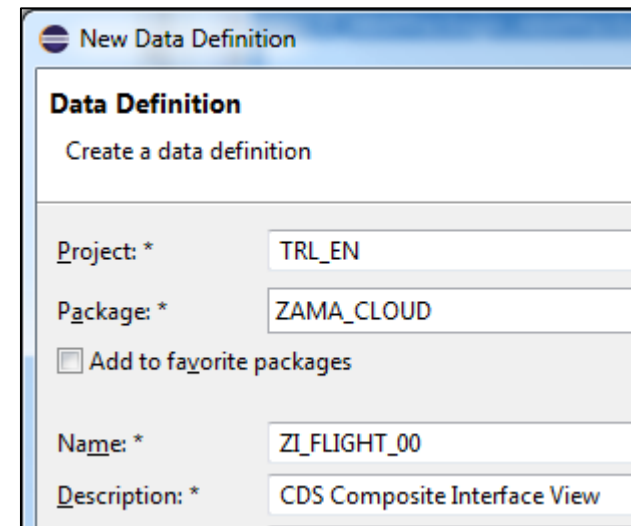 New Data Definition
Data Definition
Create a data definition
Project: * TRL_EN
Package: * ZAMA_CLOUD
Add to favorite packages
Name: * ZI_FLIGHT_00
Description: * CDS Composite Interface View